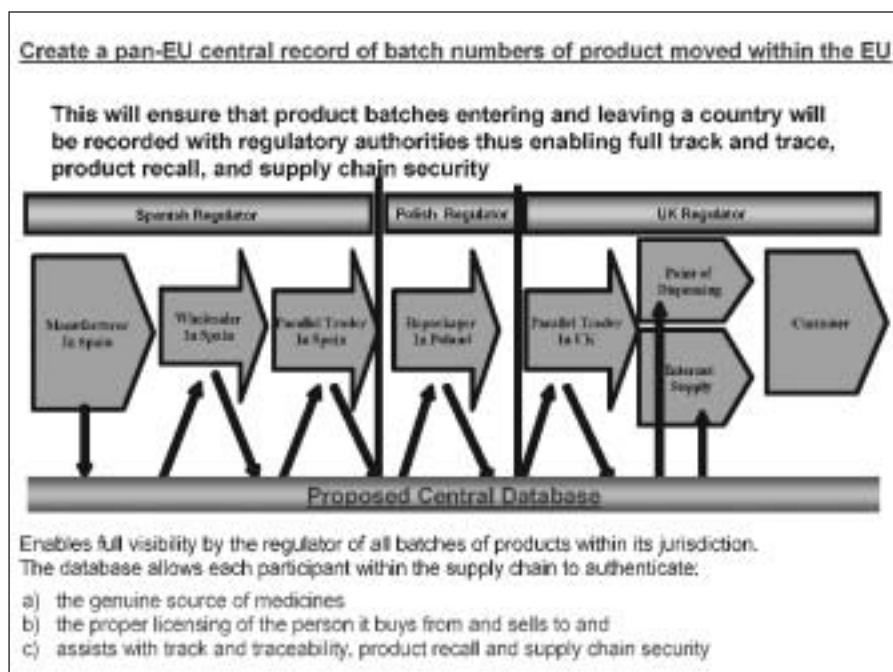 Create a pan-EU central record of batch numbers of product moved within the EU
This will ensure that product batches entering and leaving a country will
be recorded with regulatory authorities thus enabling full track and trace,
product recall, and supply chain security
Spanish Regulator
Polish Regulator
UK Regulator
Manufacturer
In Spain
Wholesaler
In Spain
Parallel Trader
In Spain
Repackager
In Poland
Parallel Trader
In UK
Point of
Dispensing
Internet
Supply
Customer
Proposed Central Database
Enables full visibility by the regulator of all batches of products within its jurisdiction.
The database allows each participant within the supply chain to authenticate:
a) the genuine source of medicines
b) the proper licensing of the person it buys from and sells to and
c) assists with track and traceability, product recall and supply chain security